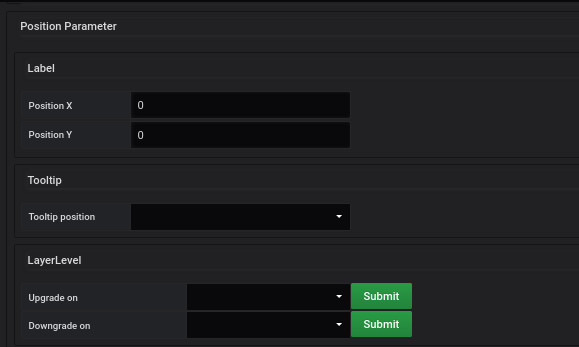 Position Parameter
Label
Position X 0
Position Y 0
Tooltip
Tooltip position
LayerLevel
Upgrade on Submit
Downgrade on Submit